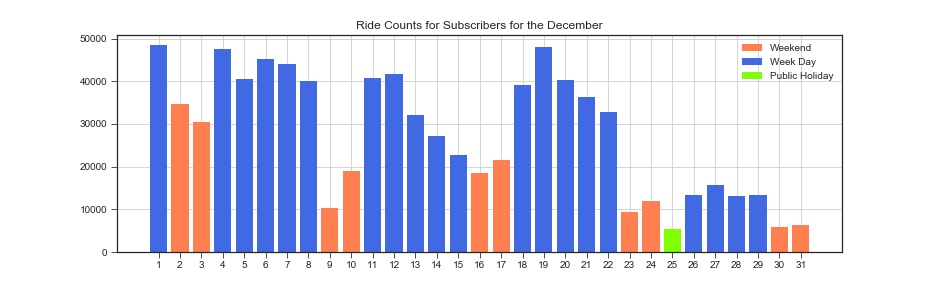 Ride Counts for Subscribers for the December
50000
40000
30000
20000
10000
0
Weekend
Week Day
Public Holiday
1 2 3 4 5 6 7 8 9 10 11 12 13 14 15 16 17 18 19 20 21 22 23 24 25 26 27 28 29 30 31